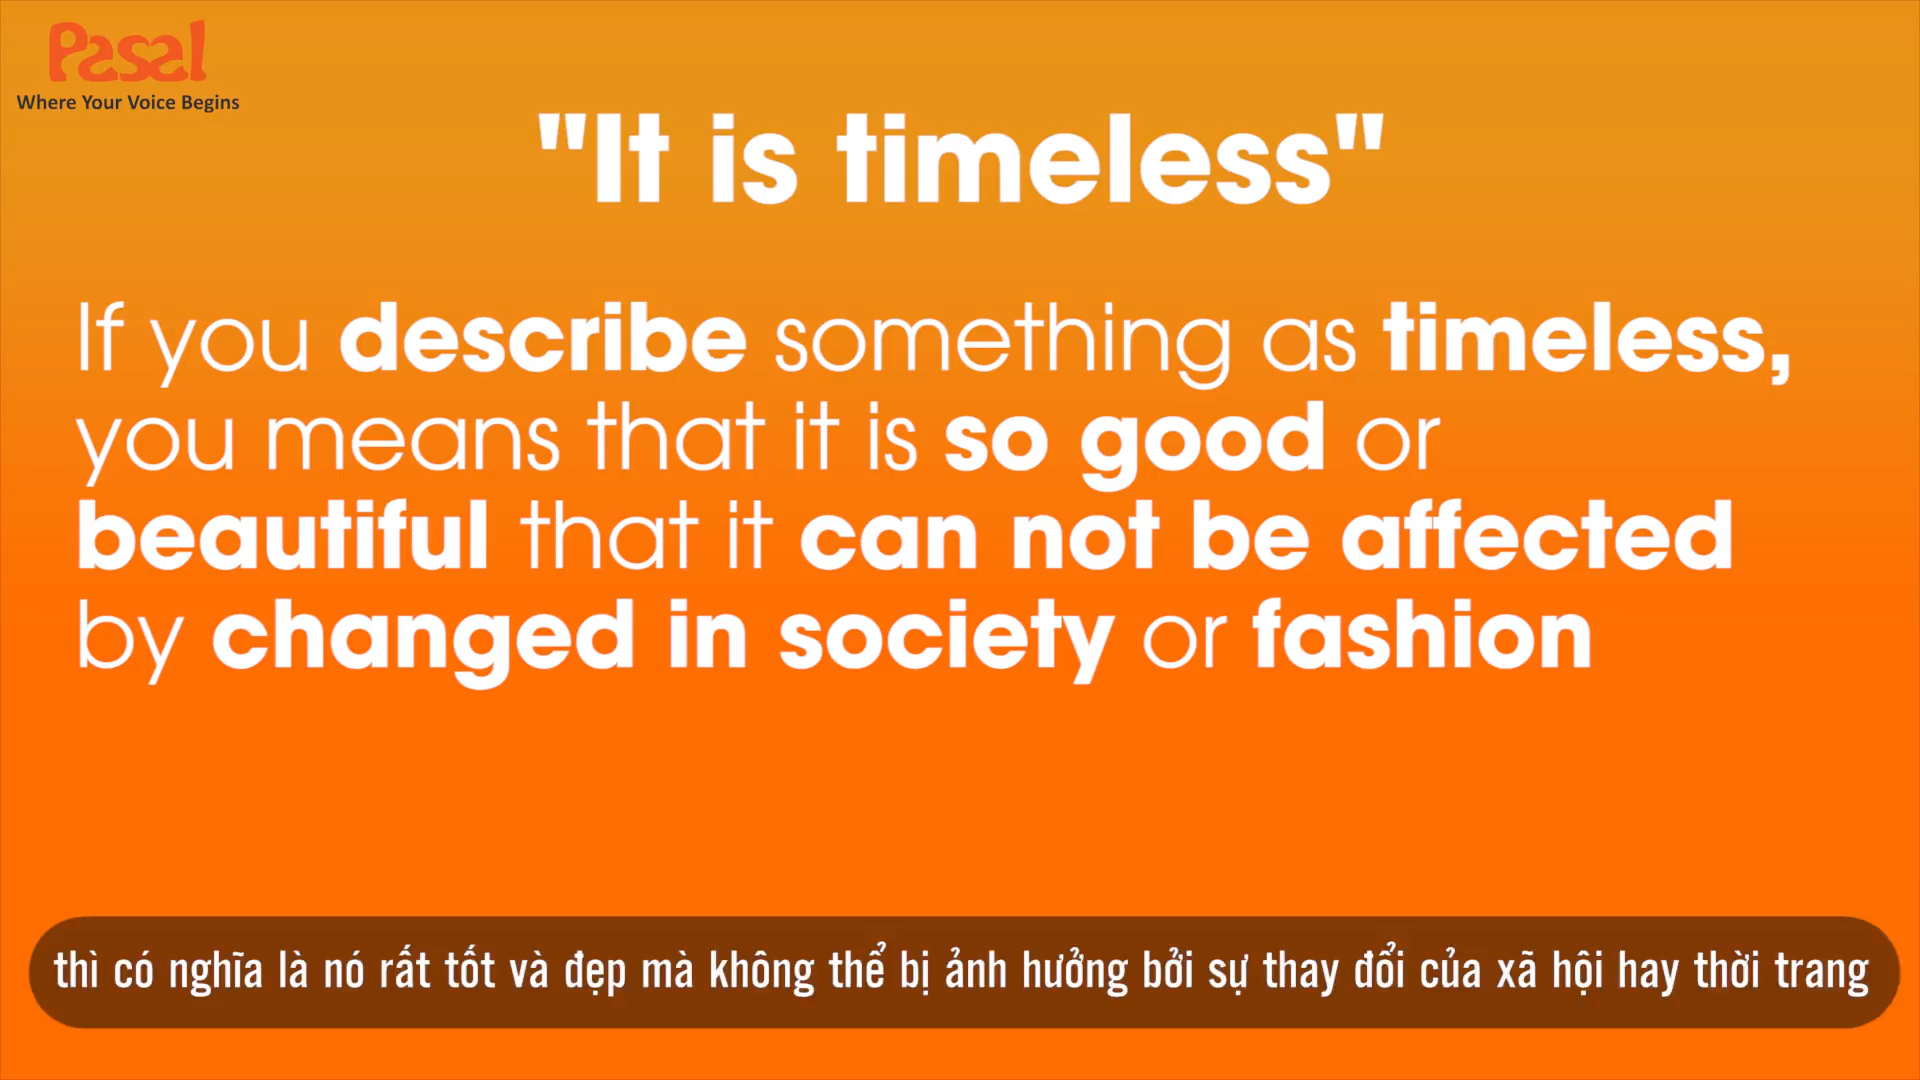 Pasal
Where Your Voice Begins
"It is timeless"
If you describe something as timeless,
you means that it is so good or
beautiful that it can not be affected
by changed in society or fashion
thì có nghĩa là nó rất tốt và đẹp mà không thể bị ảnh hưởng bởi sự thay đổi của xã hội hay thời trang